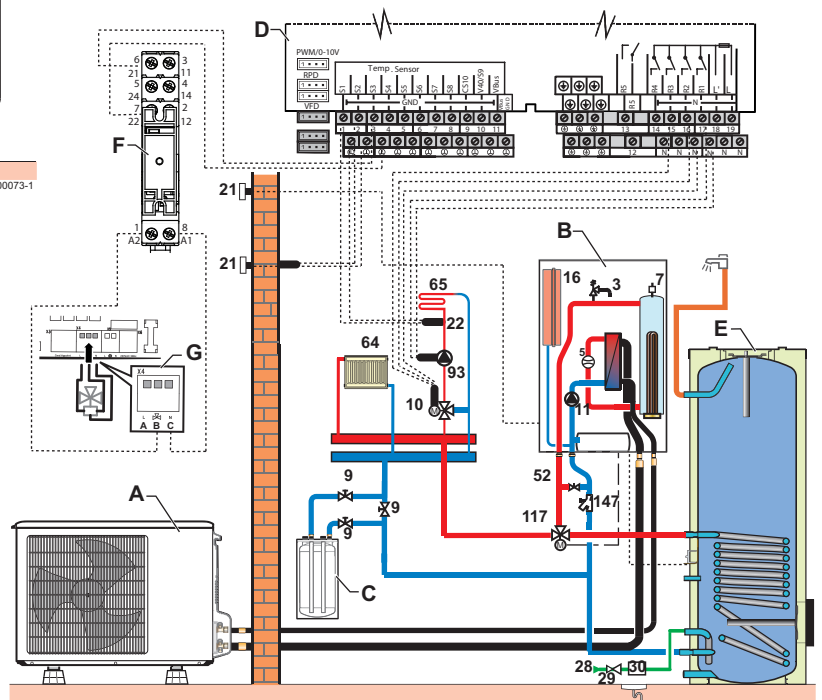 D
PWM/0-10V
RPD
VFD
Temp. Sensor
S1 S2 S3 S4 S5 S6 S7 S8 CS10 V40/S9 VBus
GND
1 2 3 4 5 6 7 8 9 10 11
R5 R4 R3 R2 R1 L' L
R5
N
13 14 15 16 17 18 19
12 N N N N N
6 3
21 11
5 4
24 14
7 2
22 12
F
1 8
A2 A1
00073-1
21
21
B
16 3 7
5
11
65
22
64
93
10
M
E
G
X4
L N
A B C
52
147
117
M
9
9
9
A
C
28
29
30